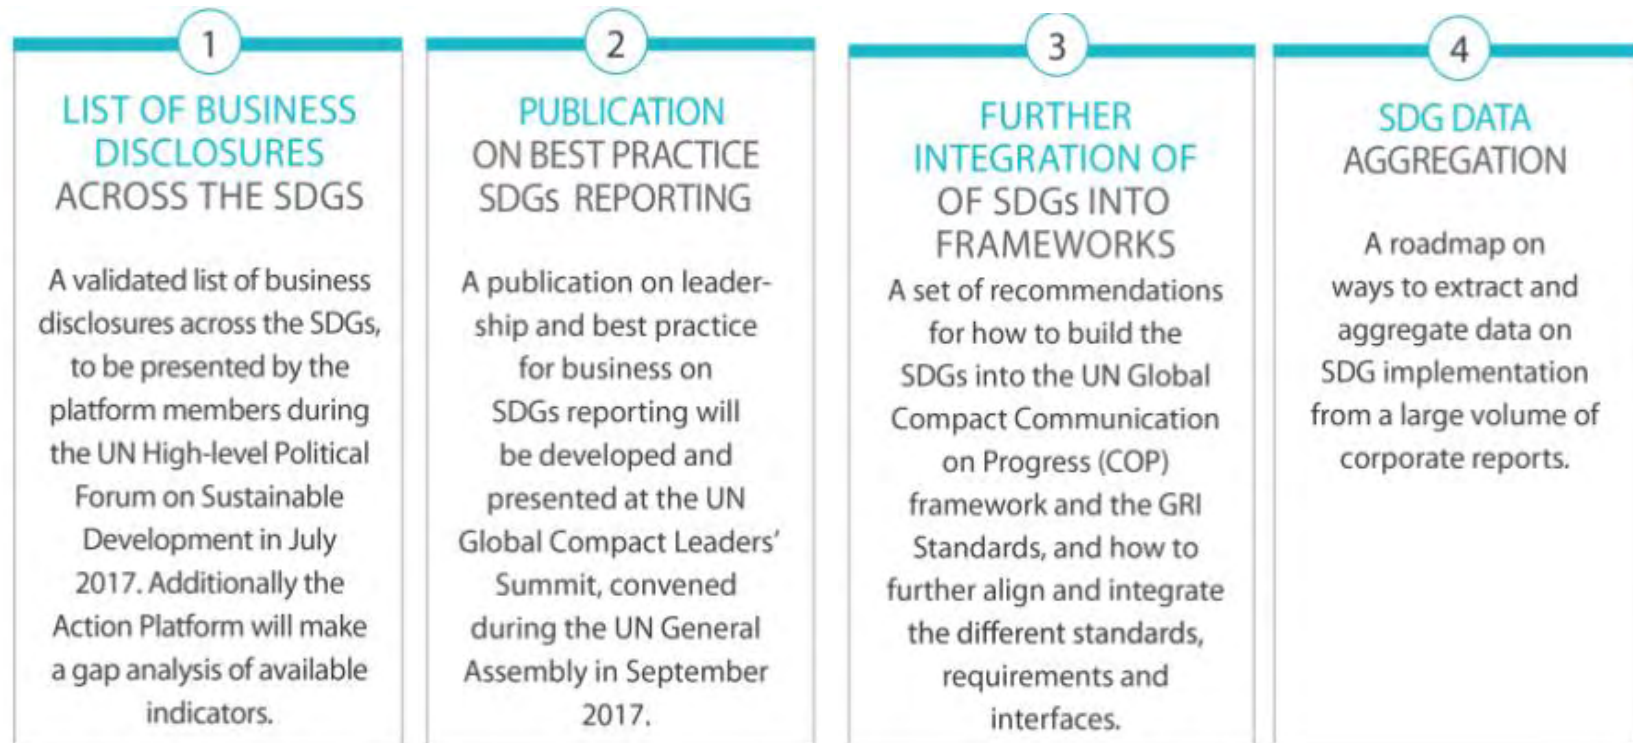 1
LIST OF BUSINESS
DISCLOSURES
ACROSS THE SDGS
A validated list of business
disclosures across the SDGs,
to be presented by the
platform members during
the UN High-level Political
Forum on Sustainable
Development in July
2017. Additionally the
Action Platform will make
a gap analysis of available
indicators.
2
PUBLICATION
ON BEST PRACTICE
SDGs REPORTING
A publication on leader-
ship and best practice
for business on
SDGs reporting will
be developed and
presented at the UN
Global Compact Leaders’
Summit, convened
during the UN General
Assembly in September
2017.
3
FURTHER
INTEGRATION OF
OF SDGs INTO
FRAMEWORKS
A set of recommendations
for how to build the
SDGs into the UN Global
Compact Communication
on Progress (COP)
framework and the GRI
Standards, and how to
further align and integrate
the different standards,
requirements and
interfaces.
4
SDG DATA
AGGREGATION
A roadmap on
ways to extract and
aggregate data on
SDG implementation
from a large volume of
corporate reports.